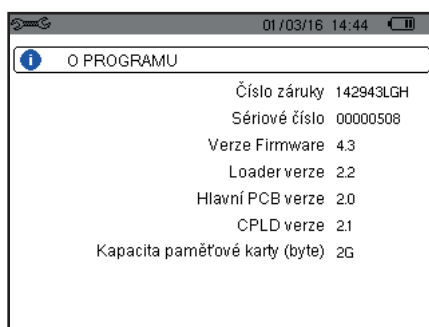 01/03/16 14:44
O PROGRAMU
Číslo záruky 142943LGH
Sériové číslo 00000508
Verze Firmware 4.3
Loader verze 2.2
Hlavní PCB verze 2.0
CPLD verze 2.1
Kapacita paměťové karty (byte) 2G